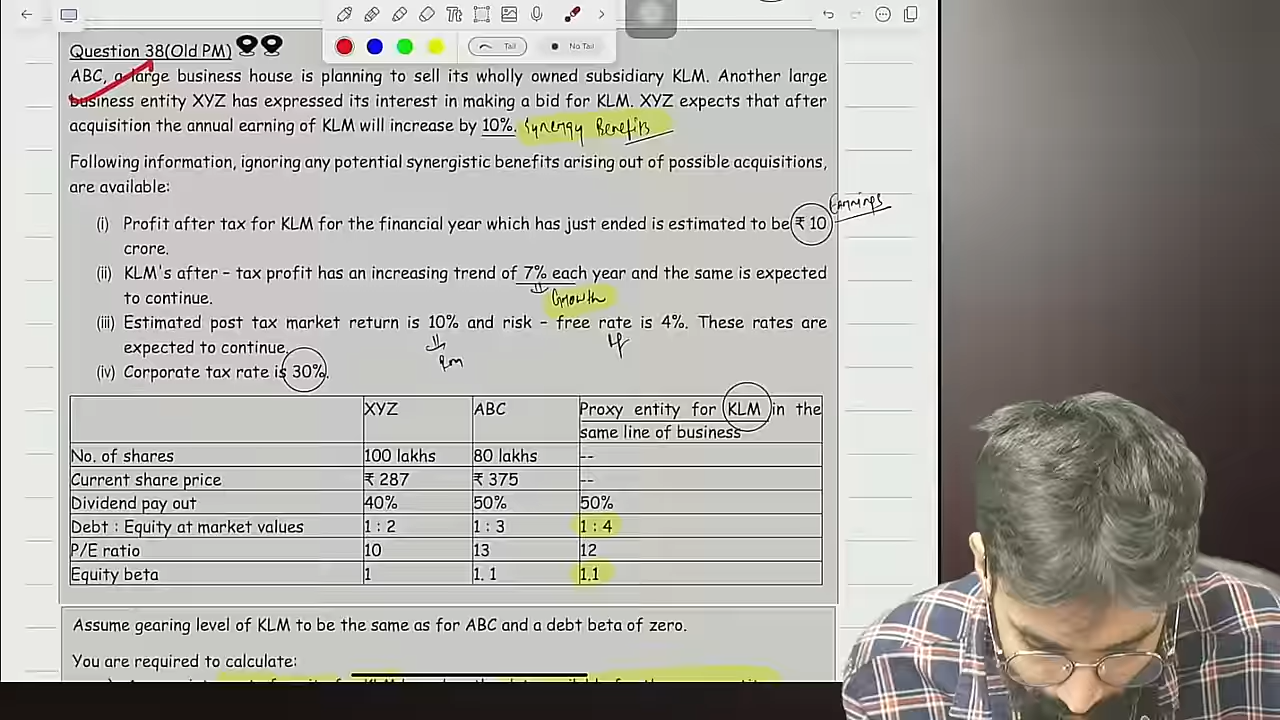 Tt
Tail
No Tail
Question 38(Old PM)
ABC, a large business house is planning to sell its wholly owned subsidiary KLM. Another large
business entity XYZ has expressed its interest in making a bid for KLM. XYZ expects that after
acquisition the annual earning of KLM will increase by 10%. Synergy Benefits
Following information, ignoring any potential synergistic benefits arising out of possible acquisitions,
are available:
Earnings
(i) Profit after tax for KLM for the financial year which has just ended is estimated to be ₹ 10
crore.
(ii) KLM's after – tax profit has an increasing trend of 7% each year and the same is expected
to continue. Growth
(iii) Estimated post tax market return is 10% and risk – free rate is 4%. These rates are
expected to continue. Rf
Rm
(iv) Corporate tax rate is 30%.
XYZ ABC Proxy entity for KLM in the
same line of business
No. of shares 100 lakhs 80 lakhs --
Current share price ₹ 287 ₹ 375 --
Dividend pay out 40% 50% 50%
Debt : Equity at market values 1 : 2 1 : 3 1 : 4
P/E ratio 10 13 12
Equity beta 1 1. 1 1.1
Assume gearing level of KLM to be the same as for ABC and a debt beta of zero.
You are required to calculate: